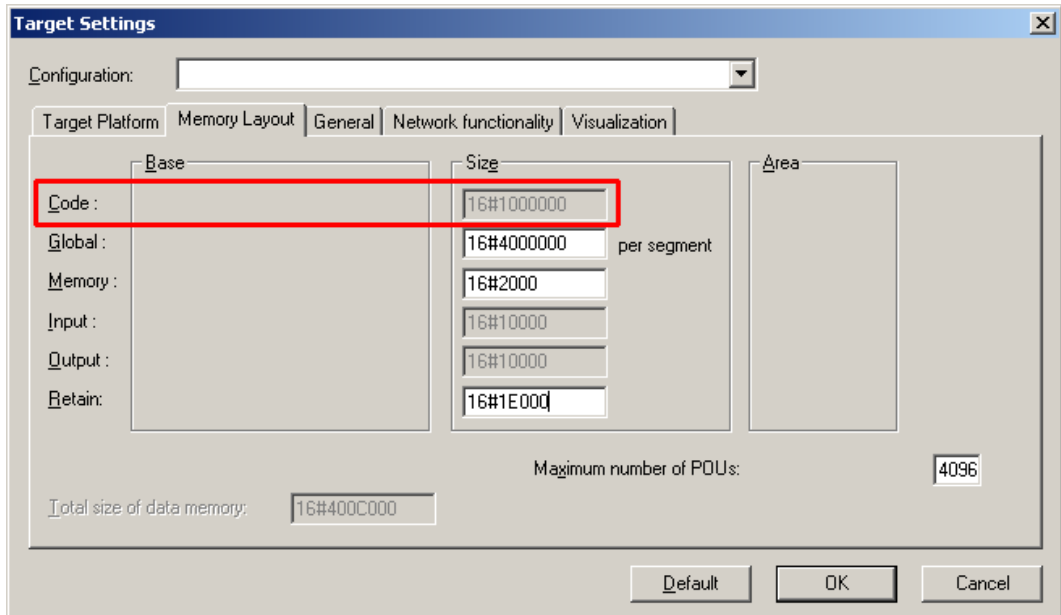 Target Settings
Configuration:
Target Platform Memory Layout General Network functionality Visualization
Base Size Area
Code : 16#1000000
Global : 16#4000000 per segment
Memory : 16#2000
Input : 16#10000
Output : 16#10000
Retain: 16#1E000
Maximum number of POUs: 4096
Total size of data memory: 16#400C000
Default OK Cancel